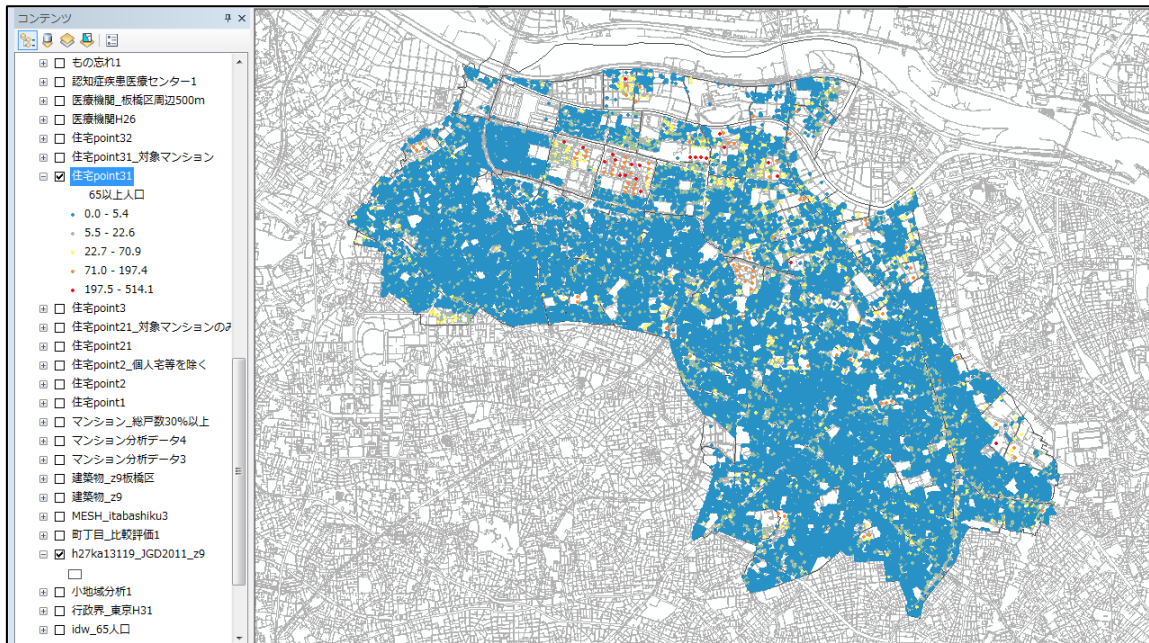 コンテンツ
もの忘れ1
認知症疾患医療センター1
医療機関_板橋区周辺500m
医療機関H26
住宅point32
住宅point31_対象マンション
住宅point31
65以上人口
0.0 - 5.4
5.5 - 22.6
22.7 - 70.9
71.0 - 197.4
197.5 - 514.1
住宅point3
住宅point21_対象マンションのみ
住宅point21
住宅point2_個人宅等を除く
住宅point2
住宅point1
マンション_総戸数30%以上
マンション分析データ4
マンション分析データ3
建築物_z9板橋区
建築物_z9
MESH_itabashiku3
町丁目_比較評価1
h27ka13119_JGD2011_z9
小地域分析1
行政界_東京H31
idw_65人口